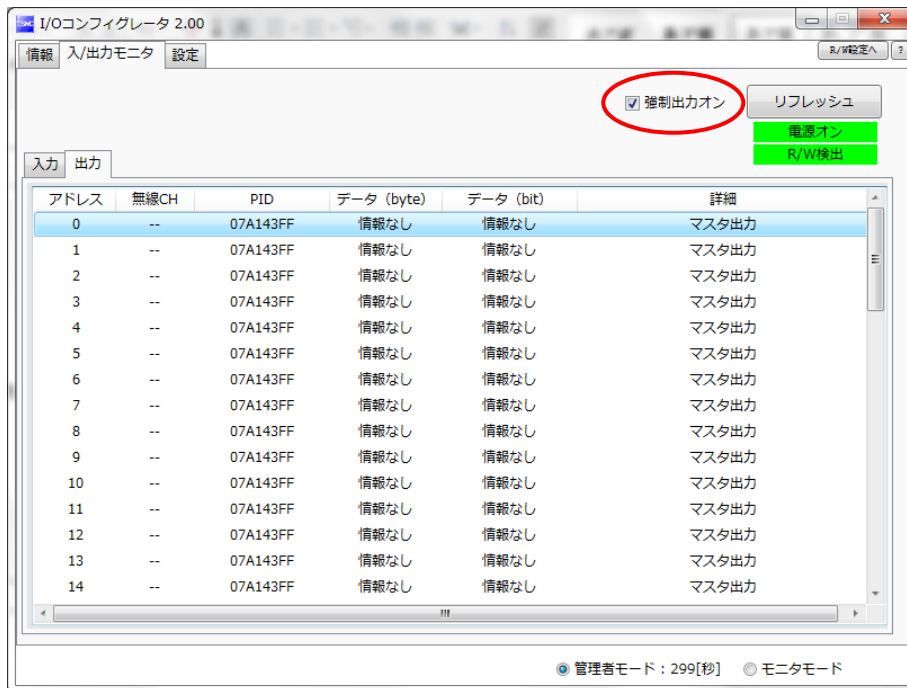 I/Oコンフィグレータ 2.00
情報 入/出力モニタ 設定 R/W設定へ ?
強制出力オン リフレッシュ
電源オン
R/W検出
入力 出力
アドレス 無線CH PID データ（byte） データ（bit） 詳細
0 -- 07A143FF 情報なし 情報なし マスタ出力
1 -- 07A143FF 情報なし 情報なし マスタ出力
2 -- 07A143FF 情報なし 情報なし マスタ出力
3 -- 07A143FF 情報なし 情報なし マスタ出力
4 -- 07A143FF 情報なし 情報なし マスタ出力
5 -- 07A143FF 情報なし 情報なし マスタ出力
6 -- 07A143FF 情報なし 情報なし マスタ出力
7 -- 07A143FF 情報なし 情報なし マスタ出力
8 -- 07A143FF 情報なし 情報なし マスタ出力
9 -- 07A143FF 情報なし 情報なし マスタ出力
10 -- 07A143FF 情報なし 情報なし マスタ出力
11 -- 07A143FF 情報なし 情報なし マスタ出力
12 -- 07A143FF 情報なし 情報なし マスタ出力
13 -- 07A143FF 情報なし 情報なし マスタ出力
14 -- 07A143FF 情報なし 情報なし マスタ出力
管理者モード：299[秒] モニタモード